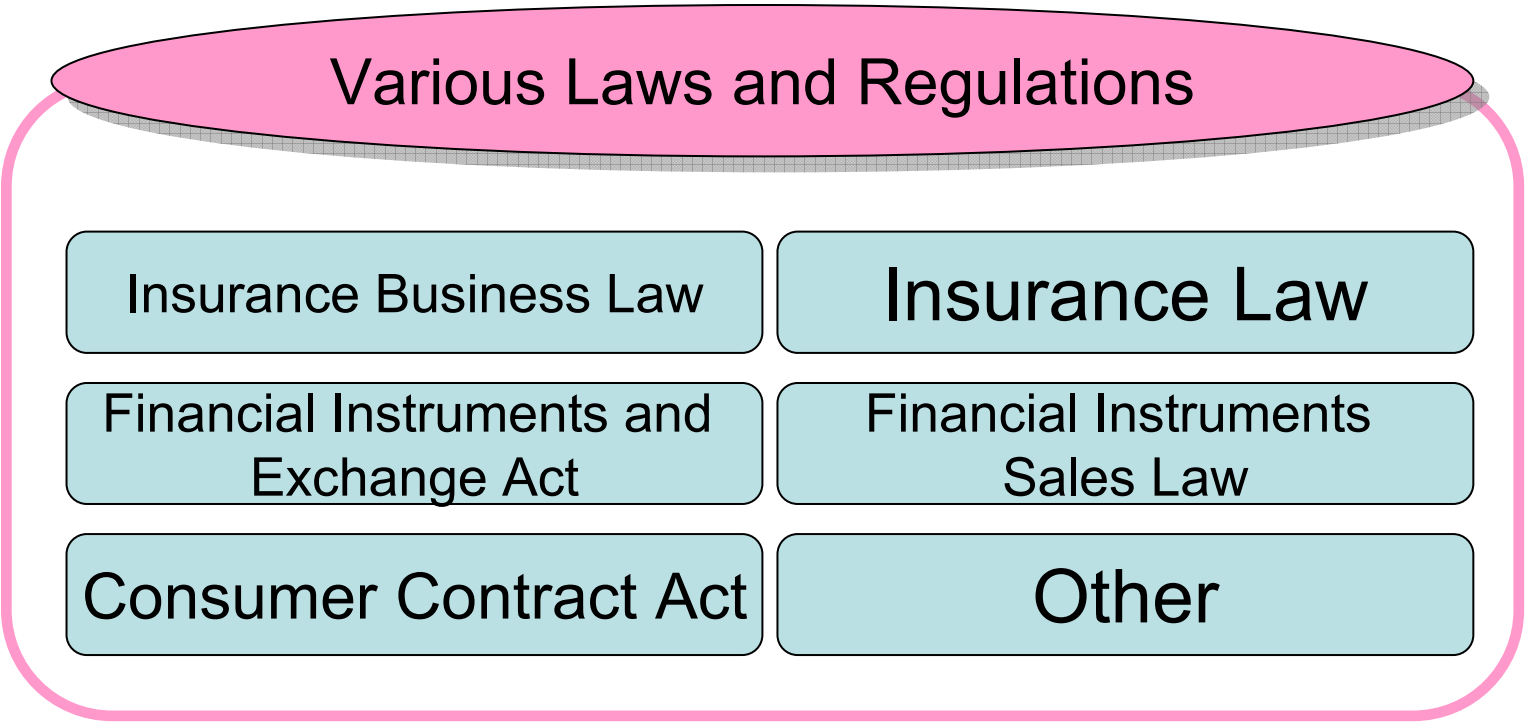 Various Laws and Regulations
Insurance Business Law
Insurance Law
Financial Instruments and
Exchange Act
Financial Instruments
Sales Law
Consumer Contract Act
Other